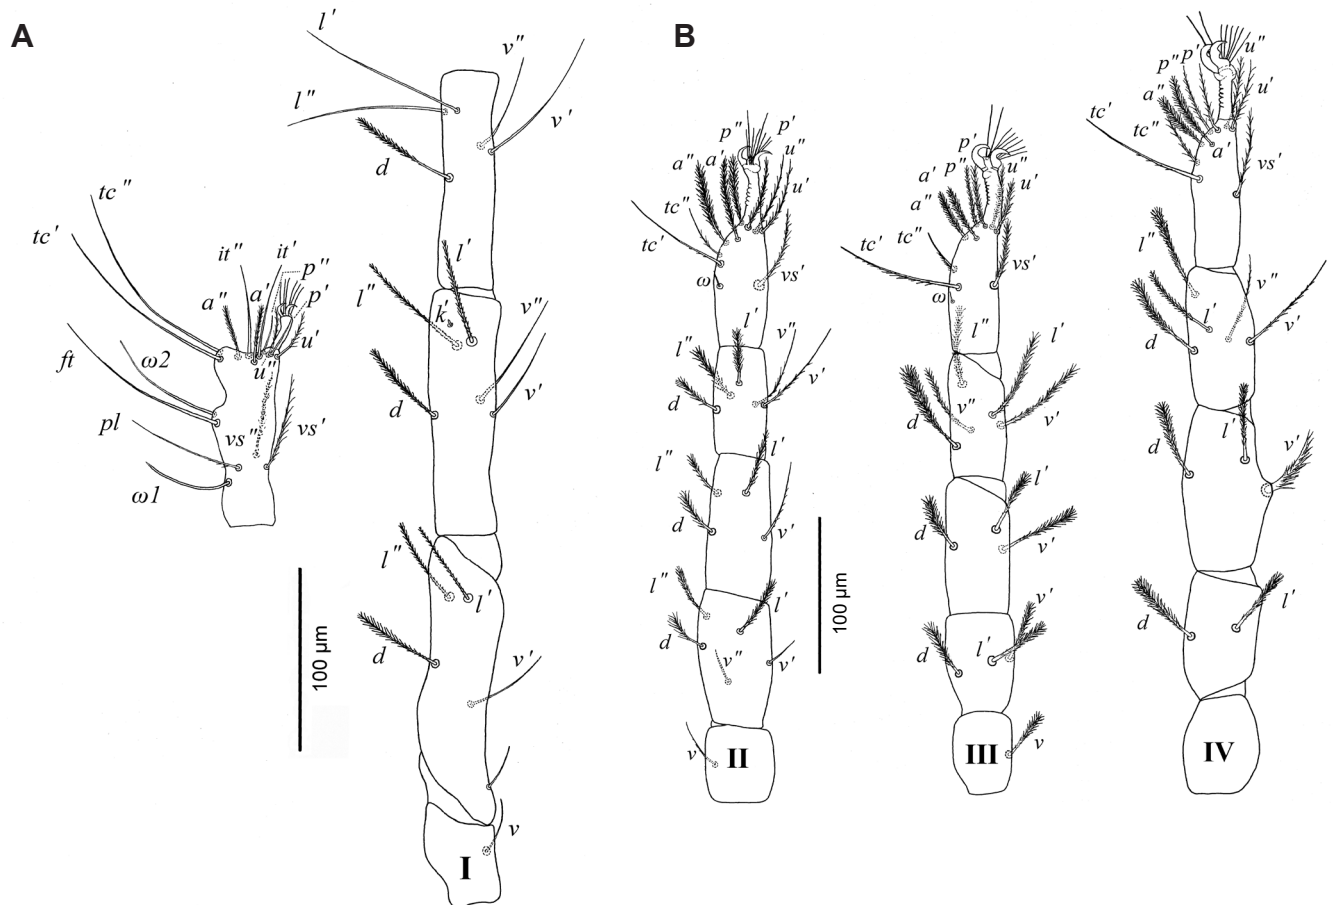 A
l'
v"
l"
v'
d
tc"
tc'
it"
it'
p"
a"
a'
p'
u'
ft
ω2
u"
pl
vs"
vs'
ω1
l'
l"
k
v"
d
v'
l"
l'
d
v'
v
I
100 µm
B
p"
p'
a"
a'
u"
u'
tc"
tc'
vs'
ω
l'
v"
l"
v'
d
l'
l"
d
v'
l"
l'
d
v"
v'
v
II
100 µm
p'
u"
a'
p"
u'
a"
tc'
tc"
vs'
ω
l"
l'
v"
v'
d
l'
d
v'
v'
l'
d
v
III
u"
p"
p'
u'
a"
tc'
tc"
a'
vs'
l"
v"
l'
v'
d
d
l'
v'
d
l'
IV